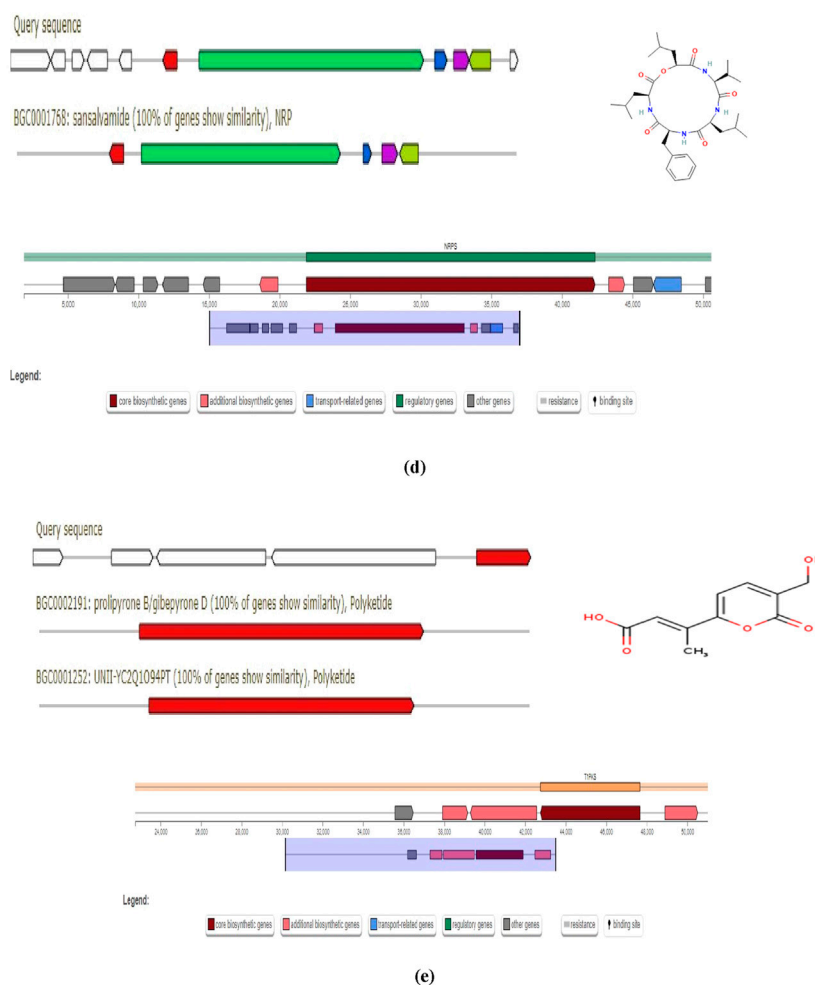 Query sequence
BGC0001768: sansalvamide (100% of genes show similarity), NRP
O
O
N
H
O
O
N
H
N
H
O
NH
O
NRPS
5,000 10,000 15,000 20,000 25,000 30,000 35,000 40,000 45,000 50,000
Legend:
core biosynthetic genes additional biosynthetic genes transport-related genes regulatory genes other genes resistance binding site
(d)
Query sequence
BGC0002191: prolipyrone B/gibepyrone D (100% of genes show similarity), Polyketide
HO
O
CH3
O
O
O
BGC0001252: UNII-YC2Q1O94PT (100% of genes show similarity), Polyketide
T1PKS
24,000 26,000 28,000 30,000 32,000 34,000 36,000 38,000 40,000 42,000 44,000 46,000 48,000 50,000
Legend:
core biosynthetic genes additional biosynthetic genes transport-related genes regulatory genes other genes resistance binding site
(e)